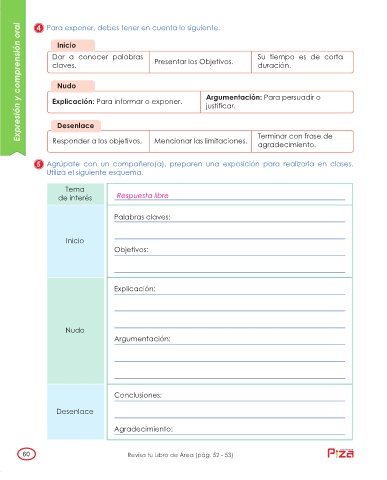 Expresión y comprensión oral
4 Para exponer, debes tener en cuenta lo siguiente.
Inicio
Dar a conocer palabras claves.
Presentar los Objetivos.
Su tiempo es de corta duración.
Nudo
Explicación: Para informar o exponer.
Argumentación: Para persuadir o justificar.
Desenlace
Responder a los objetivos.
Mencionar las limitaciones.
Terminar con frase de agradecimiento.
5 Agrúpate con un compañero(a), preparen una exposición para realizarla en clases.
Utiliza el siguiente esquema.
Tema
de interés
Respuesta libre
Inicio
Palabras claves:
Objetivos:
Nudo
Explicación:
Argumentación:
Desenlace
Conclusiones:
Agradecimiento:
60
Revisa tu Libro de Área (pág. 52 - 53)
Pizá